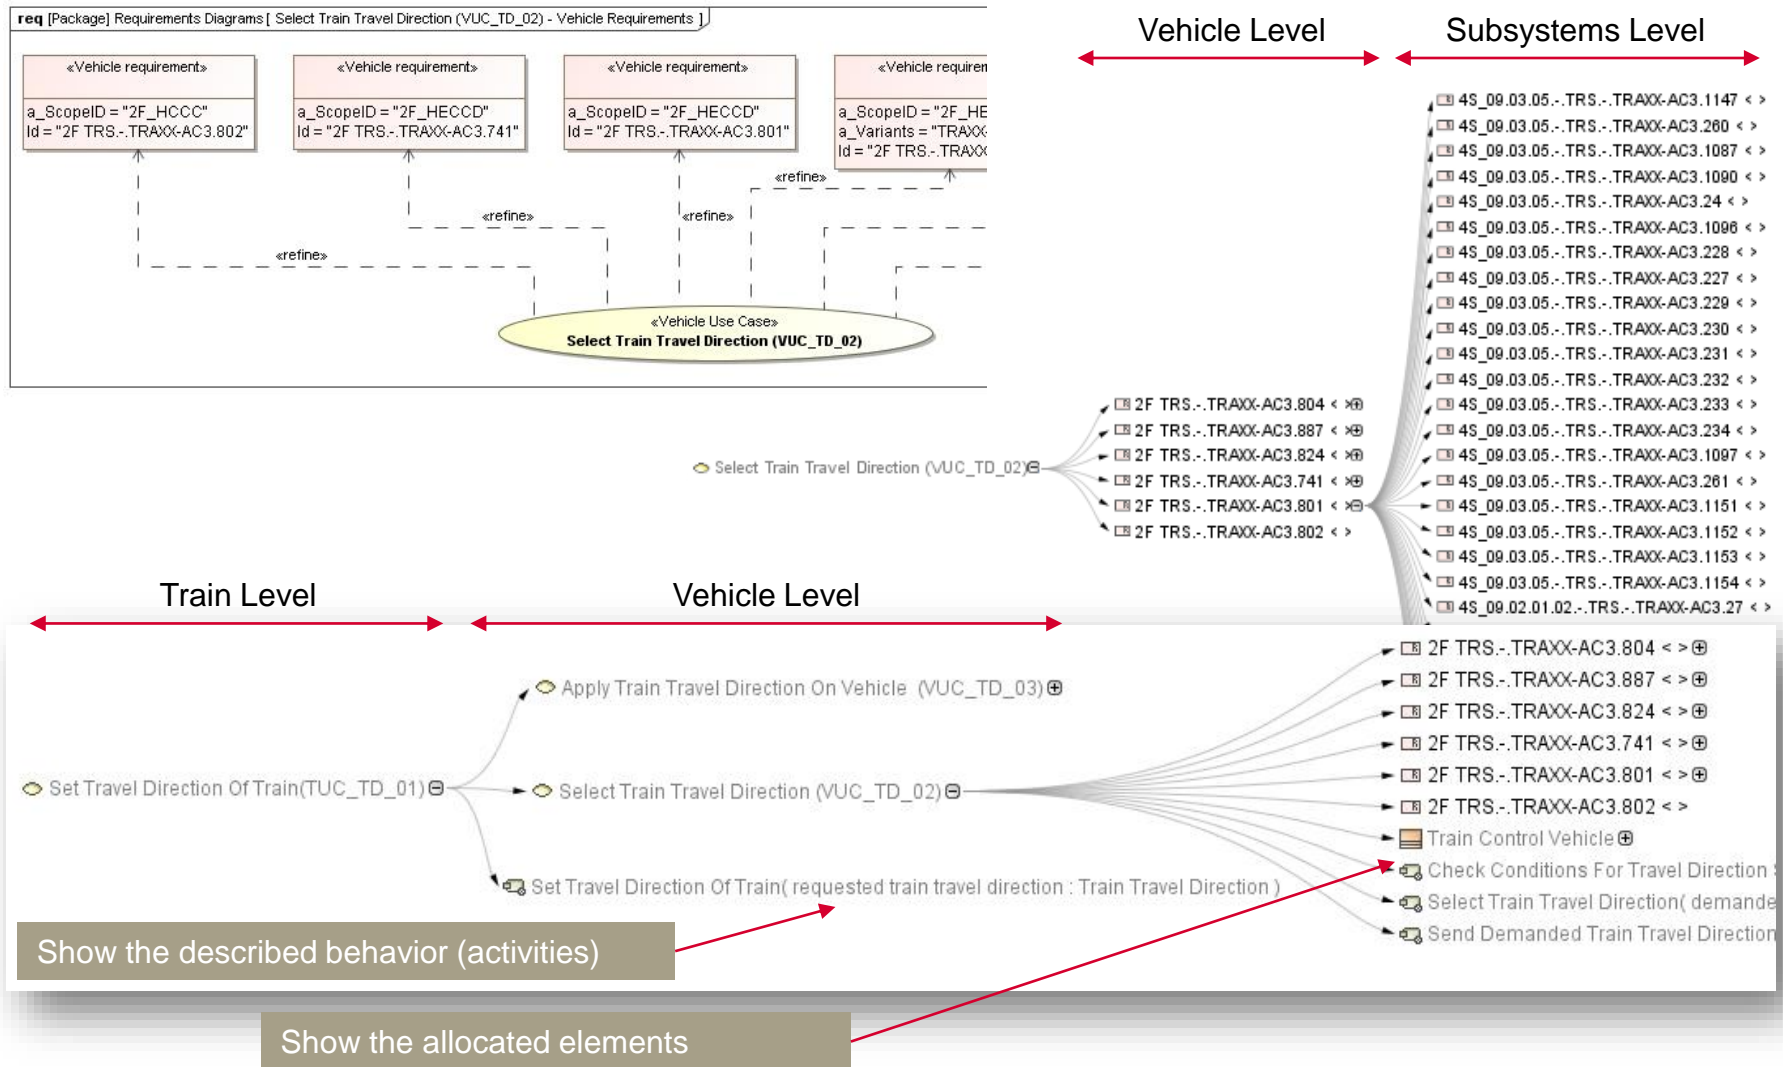 req [Package] Requirements Diagrams [ Select Train Travel Direction (VUC_TD_02) - Vehicle Requirements ]
«Vehicle requirement»
a_ScopeID = "2F_HCCC"
Id = "2F TRS.-.TRAXX-AC3.802"
«Vehicle requirement»
a_ScopeID = "2F_HECCD"
Id = "2F TRS.-.TRAXX-AC3.741"
«Vehicle requirement»
a_ScopeID = "2F_HECCD"
Id = "2F TRS.-.TRAXX-AC3.801"
«Vehicle requirem
a_ScopeID = "2F_HE
a_Variants = "TRAXX-
Id = "2F TRS.-.TRAXX
«refine»
«refine»
«refine»
«refine»
«Vehicle Use Case»
Select Train Travel Direction (VUC_TD_02)
Vehicle Level
Subsystems Level
Select Train Travel Direction (VUC_TD_02)
2F TRS.-.TRAXX-AC3.804 < >
2F TRS.-.TRAXX-AC3.887 < >
2F TRS.-.TRAXX-AC3.824 < >
2F TRS.-.TRAXX-AC3.741 < >
2F TRS.-.TRAXX-AC3.801 < >
2F TRS.-.TRAXX-AC3.802 < >
4S_09.03.05.-.TRS.-.TRAXX-AC3.1147 < >
4S_09.03.05.-.TRS.-.TRAXX-AC3.260 < >
4S_09.03.05.-.TRS.-.TRAXX-AC3.1087 < >
4S_09.03.05.-.TRS.-.TRAXX-AC3.1090 < >
4S_09.03.05.-.TRS.-.TRAXX-AC3.24 < >
4S_09.03.05.-.TRS.-.TRAXX-AC3.1096 < >
4S_09.03.05.-.TRS.-.TRAXX-AC3.228 < >
4S_09.03.05.-.TRS.-.TRAXX-AC3.227 < >
4S_09.03.05.-.TRS.-.TRAXX-AC3.229 < >
4S_09.03.05.-.TRS.-.TRAXX-AC3.230 < >
4S_09.03.05.-.TRS.-.TRAXX-AC3.231 < >
4S_09.03.05.-.TRS.-.TRAXX-AC3.232 < >
4S_09.03.05.-.TRS.-.TRAXX-AC3.233 < >
4S_09.03.05.-.TRS.-.TRAXX-AC3.234 < >
4S_09.03.05.-.TRS.-.TRAXX-AC3.1097 < >
4S_09.03.05.-.TRS.-.TRAXX-AC3.261 < >
4S_09.03.05.-.TRS.-.TRAXX-AC3.1151 < >
4S_09.03.05.-.TRS.-.TRAXX-AC3.1152 < >
4S_09.03.05.-.TRS.-.TRAXX-AC3.1153 < >
4S_09.03.05.-.TRS.-.TRAXX-AC3.1154 < >
4S_09.02.01.02.-.TRS.-.TRAXX-AC3.27 < >
Train Level
Vehicle Level
Set Travel Direction Of Train(TUC_TD_01)
Apply Train Travel Direction On Vehicle (VUC_TD_03)
Select Train Travel Direction (VUC_TD_02)
Set Travel Direction Of Train( requested train travel direction : Train Travel Direction )
2F TRS.-.TRAXX-AC3.804 < >
2F TRS.-.TRAXX-AC3.887 < >
2F TRS.-.TRAXX-AC3.824 < >
2F TRS.-.TRAXX-AC3.741 < >
2F TRS.-.TRAXX-AC3.801 < >
2F TRS.-.TRAXX-AC3.802 < >
Train Control Vehicle
Check Conditions For Travel Direction S
Select Train Travel Direction( demande
Send Demanded Train Travel Direction
Show the described behavior (activities)
Show the allocated elements